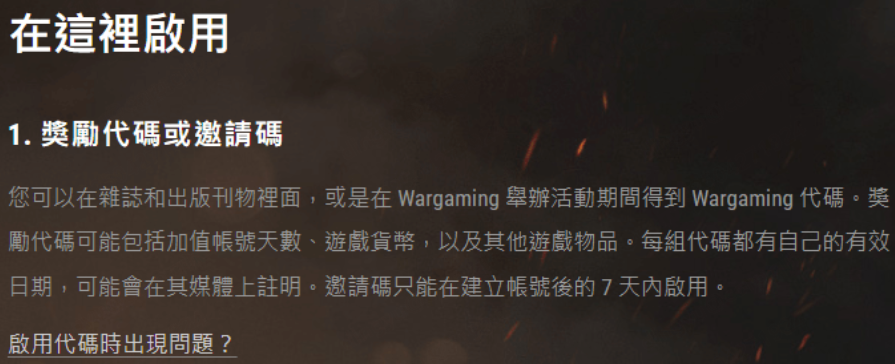 在這裡啟用
1. 獎勵代碼或邀請碼
您可以在雜誌和出版刊物裡面，或是在 Wargaming 舉辦活動期間得到 Wargaming 代碼。獎
勵代碼可能包括加值帳號天數、遊戲貨幣，以及其他遊戲物品。每組代碼都有自己的有效
日期，可能會在其媒體上註明。邀請碼只能在建立帳號後的 7 天內啟用。
啟用代碼時出現問題？